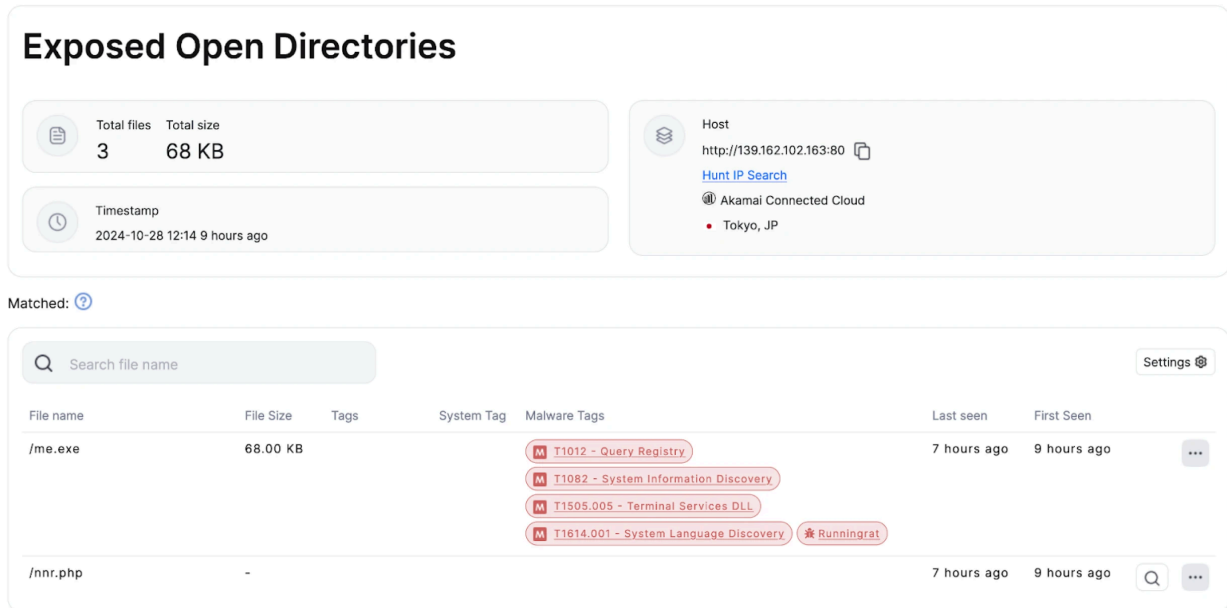 Exposed Open Directories
Total files Total size
3 68 KB
Timestamp
2024-10-28 12:14 9 hours ago
Host
http://139.162.102.163:80
Hunt IP Search
Akamai Connected Cloud
Tokyo, JP
Matched: ?
Search file name
Settings
File name File Size Tags System Tag Malware Tags Last seen First Seen
/me.exe 68.00 KB M T1012 - Query Registry 7 hours ago 9 hours ago ...
M T1082 - System Information Discovery
M T1505.005 - Terminal Services DLL
M T1614.001 - System Language Discovery Runningrat
/nnr.php - 7 hours ago 9 hours ago ...